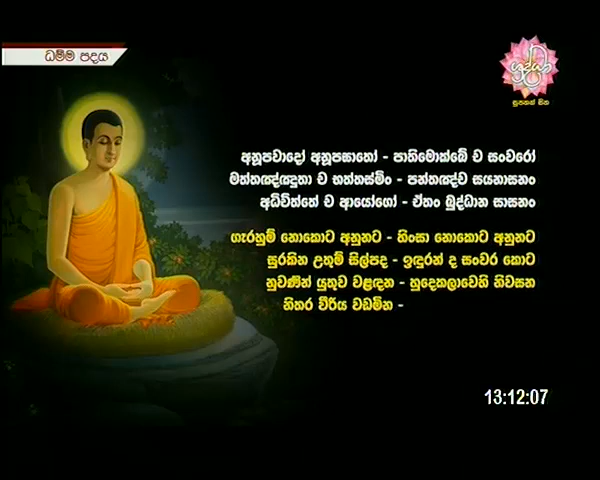 ධම්ම පදය
ශ්‍රද්ධා
සුපහන් සිත
අනූපවාදෝ අනූපඝාතෝ - පාතිමොක්ඛේ ච සංවරෝ
මත්තඤ්ඤුතා ච භත්තස්මිං - පන්තඤ්ච සයනාසනං
අධිචිත්තේ ච ආයෝගෝ - ඒතං බුද්ධාන සාසනං
ගැරහුම් නොකොට අනුනට - හිංසා නොකොට අනුනට
සුරකින උතුම් සිල්පද - ඉඳුරන් ද සංවර කොට
නුවණින් යුතුව වළඳන - හුදෙකලාවෙහි නිවසන
නිතර වීරිය වඩමින -
13:12:07